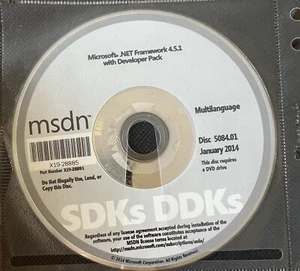 Microsoft® .NET Framework 4.5.1
with Developer Pack
msdn
Multilanguage
X19-28885
Part Number X19-28891
Do Not Illegally Use, Lend, or
Copy this Disc.
Disc 5084.01
January 2014
This disc requires
a DVD drive
SDKs DDKs
Regardless of any license agreement accepted during installation of the
software, your use of the software constitutes acceptance of the
MSDN license terms located at:
http://msdn.microsoft.com/subscriptions/eula/
© 2014 Microsoft Corporation. All Rights Reserved.